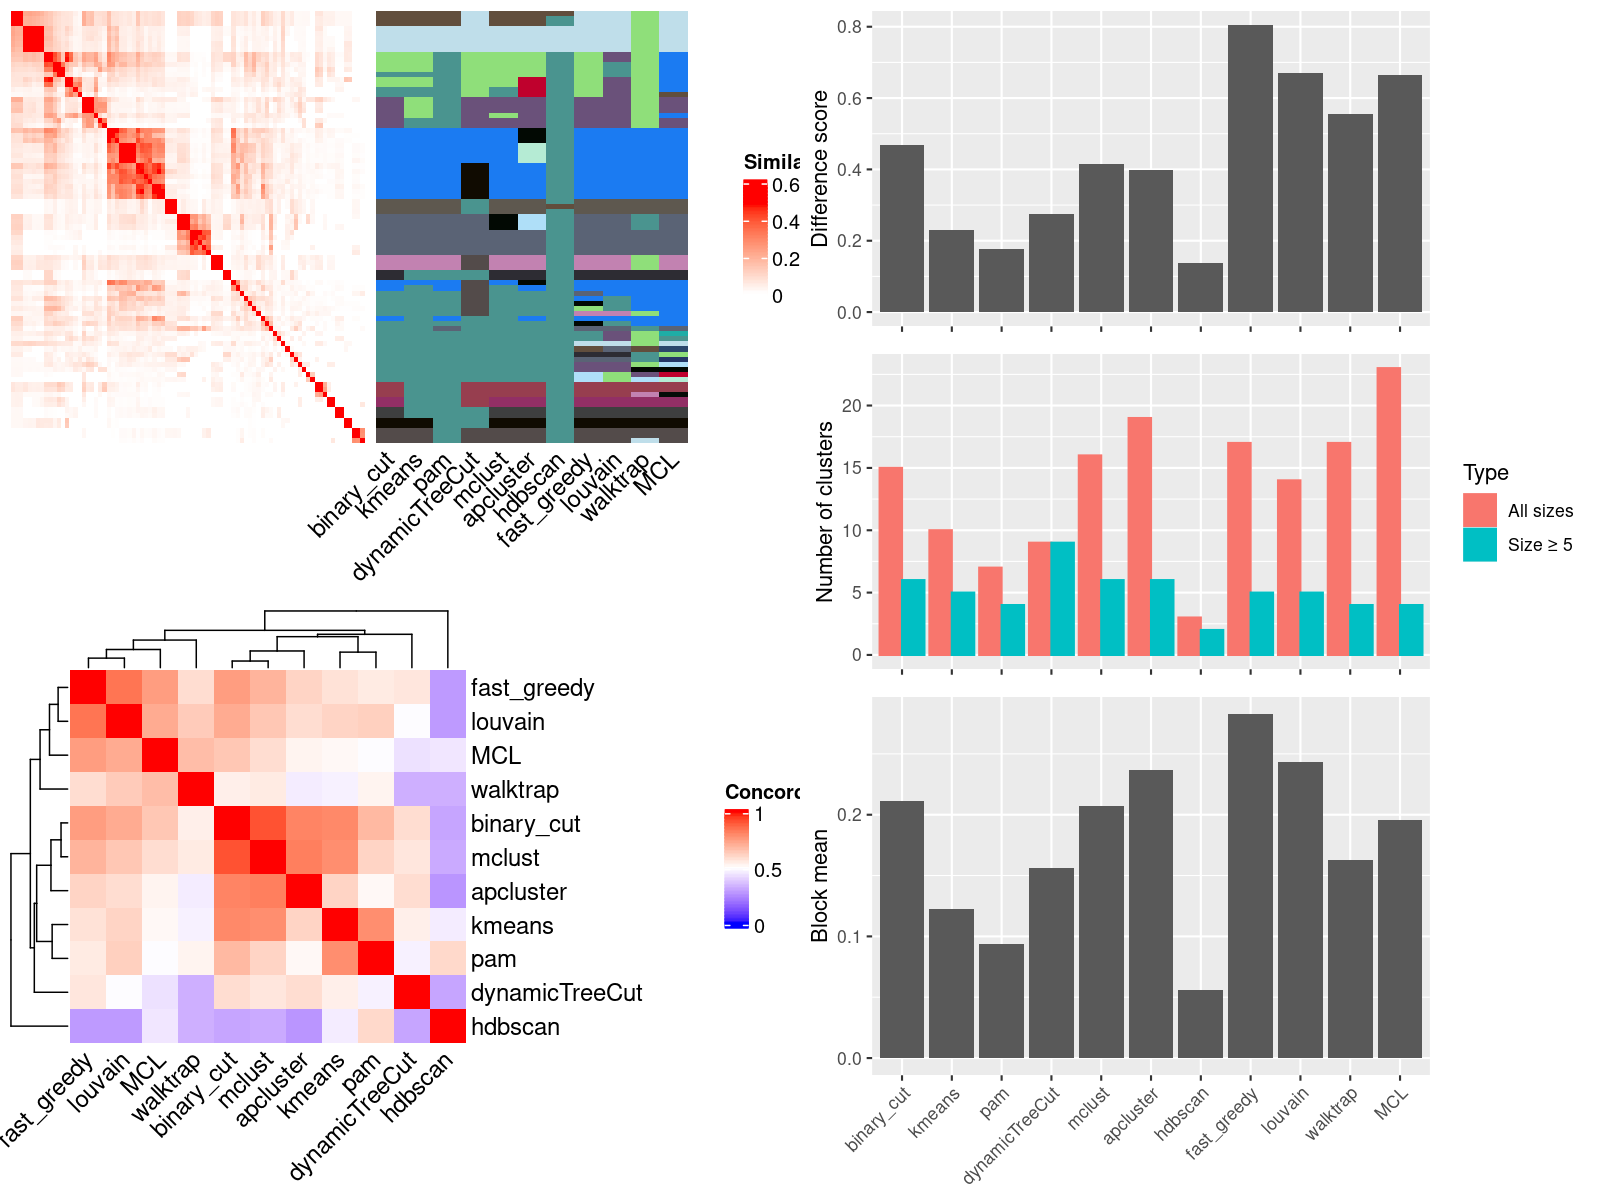 Simila
0.6
0.4
0.2
0
binary_cut
kmeans
pam
dynamicTreeCut
mclust
apcluster
hdbscan
fast_greedy
louvain
walktrap
MCL
fast_greedy
louvain
MCL
walktrap
binary_cut
mclust
apcluster
kmeans
pam
dynamicTreeCut
hdbscan
fast_greedy
louvain
MCL
walktrap
binary_cut
mclust
apcluster
kmeans
pam
dynamicTreeCut
hdbscan
Concord
1
0.5
0
Difference score
0.8
0.6
0.4
0.2
0.0
Number of clusters
20
15
10
5
0
Type
All sizes
Size ≥ 5
Block mean
0.2
0.1
0.0
binary_cut
kmeans
pam
dynamicTreeCut
mclust
apcluster
hdbscan
fast_greedy
louvain
walktrap
MCL